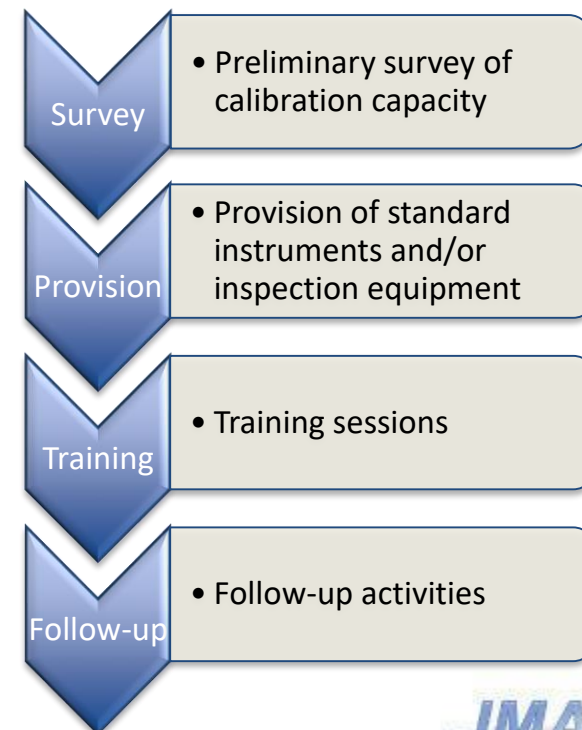 Survey
• Preliminary survey of
calibration capacity
Provision
• Provision of standard
instruments and/or
inspection equipment
Training
• Training sessions
Follow-up
• Follow-up activities